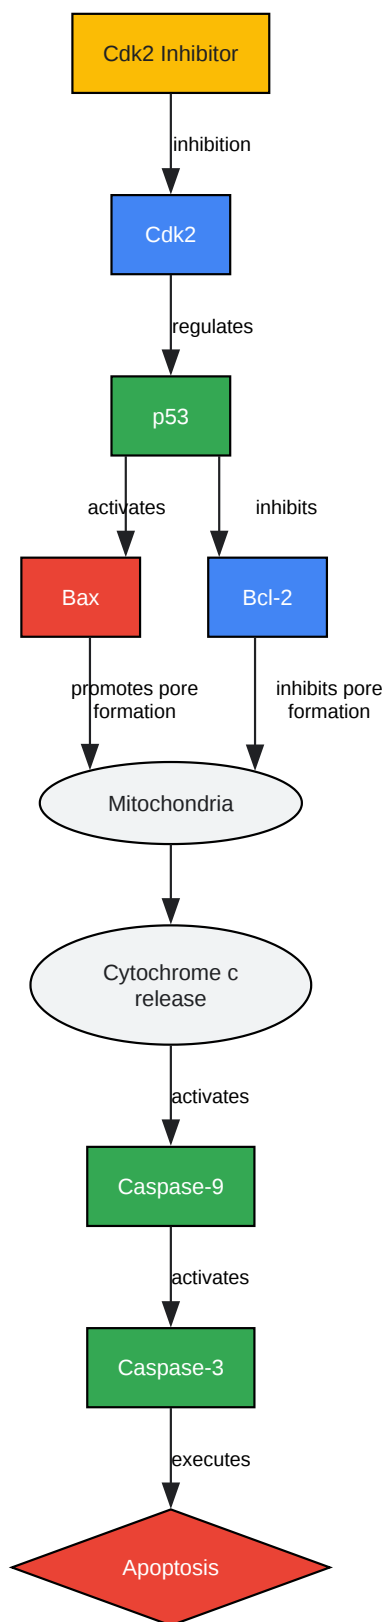 Cdk2 Inhibitor
inhibition
Cdk2
regulates
p53
activates
inhibits
Bax
Bcl-2
promotes pore
formation
inhibits pore
formation
Mitochondria
Cytochrome c
release
activates
Caspase-9
activates
Caspase-3
executes
Apoptosis